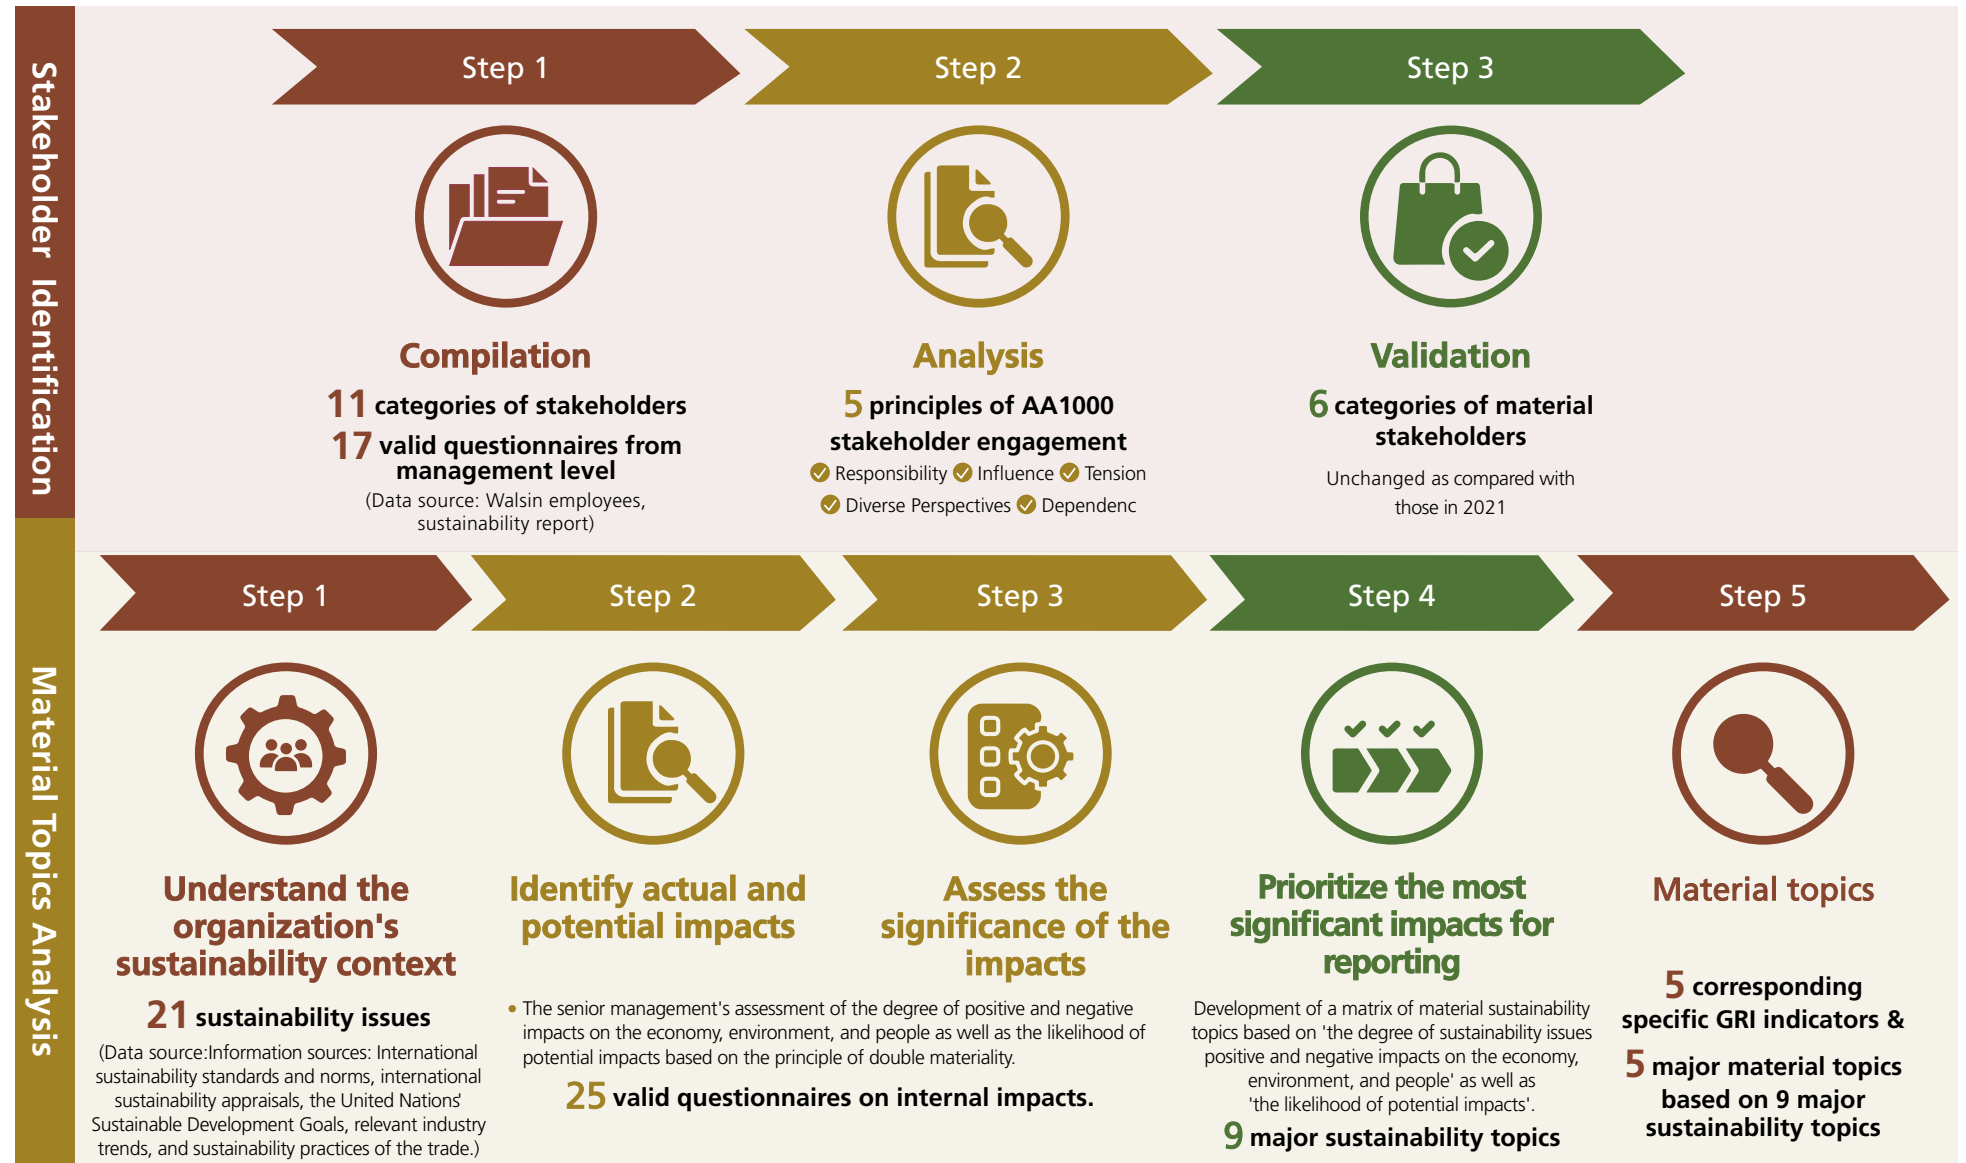 Stakeholder Identification
Step 1
Step 2
Step 3
Compilation
11 categories of stakeholders
17 valid questionnaires from
management level
(Data source: Walsin employees,
sustainability report)
Analysis
5 principles of AA1000
stakeholder engagement
Responsibility Influence Tension
Diverse Perspectives Dependenc
Validation
6 categories of material
stakeholders
Unchanged as compared with
those in 2021
Material Topics Analysis
Step 1
Step 2
Step 3
Step 4
Step 5
Understand the
organization's
sustainability context
21 sustainability issues
(Data source:Information sources: International
sustainability standards and norms, international
sustainability appraisals, the United Nations'
Sustainable Development Goals, relevant industry
trends, and sustainability practices of the trade.)
Identify actual and
potential impacts
Assess the
significance of the
impacts
• The senior management's assessment of the degree of positive and negative
impacts on the economy, environment, and people as well as the likelihood of
potential impacts based on the principle of double materiality.
25 valid questionnaires on internal impacts.
Prioritize the most
significant impacts for
reporting
Development of a matrix of material sustainability
topics based on 'the degree of sustainability issues
positive and negative impacts on the economy,
environment, and people' as well as
'the likelihood of potential impacts'.
9 major sustainability topics
Material topics
5 corresponding
specific GRI indicators &
5 major material topics
based on 9 major
sustainability topics